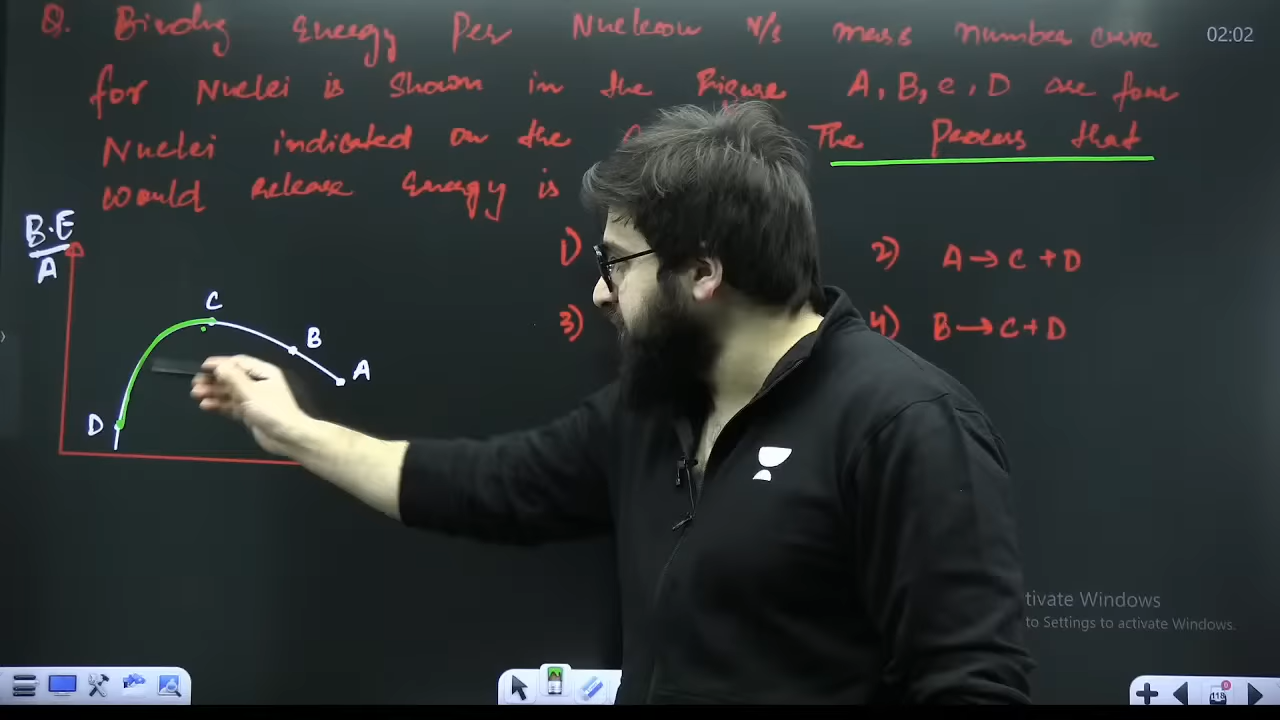 Q. Binding Energy Per Nucleon v/s mass number curve
for Nuclei is shown in the Figure A, B, C, D are four
Nuclei indicated on the The Process that
would release Energy is
B.E
A
C
B
A
D
1)
2) A → C + D
3)
4) B → C + D
02:02
tivate Windows
to Settings to activate Windows.
118